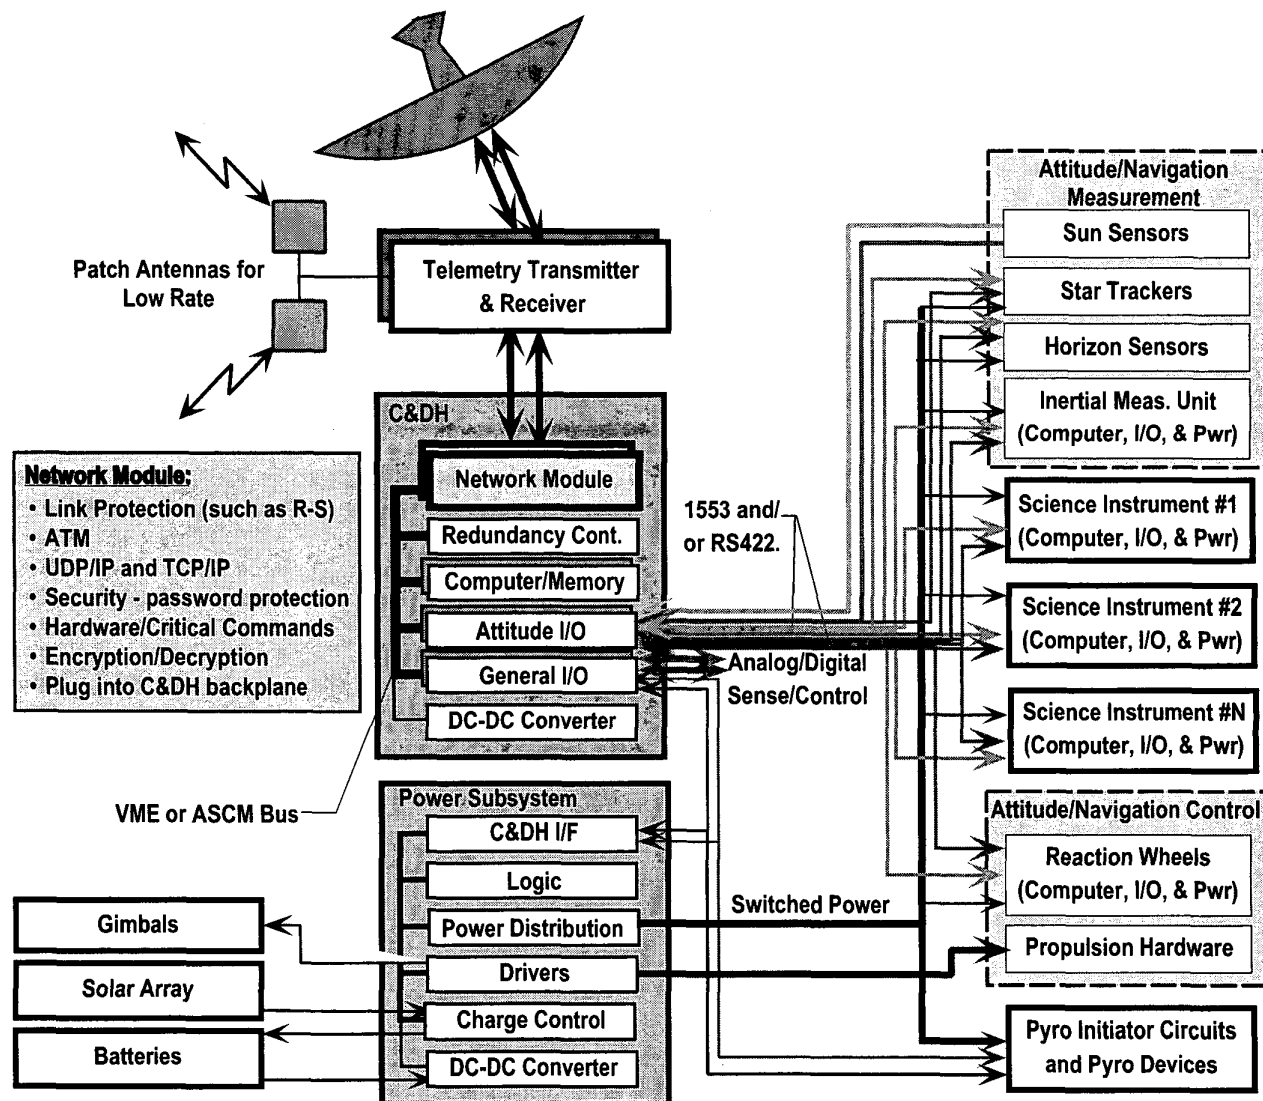 Attitude/Navigation
Measurement
Sun Sensors
Star Trackers
Horizon Sensors
Inertial Meas. Unit
(Computer, I/O, & Pwr)
Patch Antennas for
Low Rate
Telemetry Transmitter
& Receiver
C&DH
Network Module
Redundancy Cont.
Computer/Memory
Attitude I/O
General I/O
DC-DC Converter
Network Module:
• Link Protection (such as R-S)
• ATM
• UDP/IP and TCP/IP
• Security - password protection
• Hardware/Critical Commands
• Encryption/Decryption
• Plug into C&DH backplane
1553 and/
or RS422.
Analog/Digital
Sense/Control
Science Instrument #1
(Computer, I/O, & Pwr)
Science Instrument #2
(Computer, I/O, & Pwr)
Science Instrument #N
(Computer, I/O, & Pwr)
VME or ASCM Bus
Power Subsystem
C&DH I/F
Logic
Power Distribution
Drivers
Charge Control
DC-DC Converter
Switched Power
Gimbals
Solar Array
Batteries
Attitude/Navigation Control
Reaction Wheels
(Computer, I/O, & Pwr)
Propulsion Hardware
Pyro Initiator Circuits
and Pyro Devices